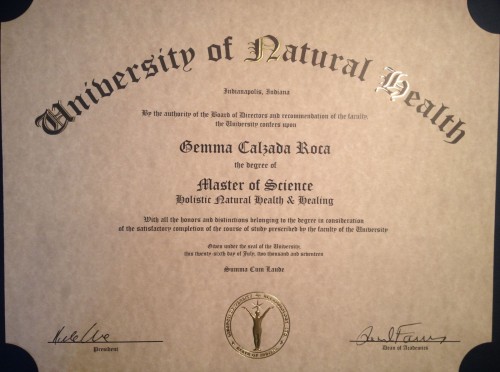 University of Natural Health
Indianapolis, Indiana
By the authority of the Board of Directors and recommendation of the faculty
the University confers upon
Gemma Calzada Roca
the degree of
Master of Science
Holistic Natural Health & Healing
With all the honors and distinctions belonging to the degree in consideration
of the satisfactory completion of the course of study prescribed by the faculty of the University
Given under the seal of the University,
this twenty-sixth day of July, two thousand and seventeen
Summa Cum Laude
President
Dean of Academics